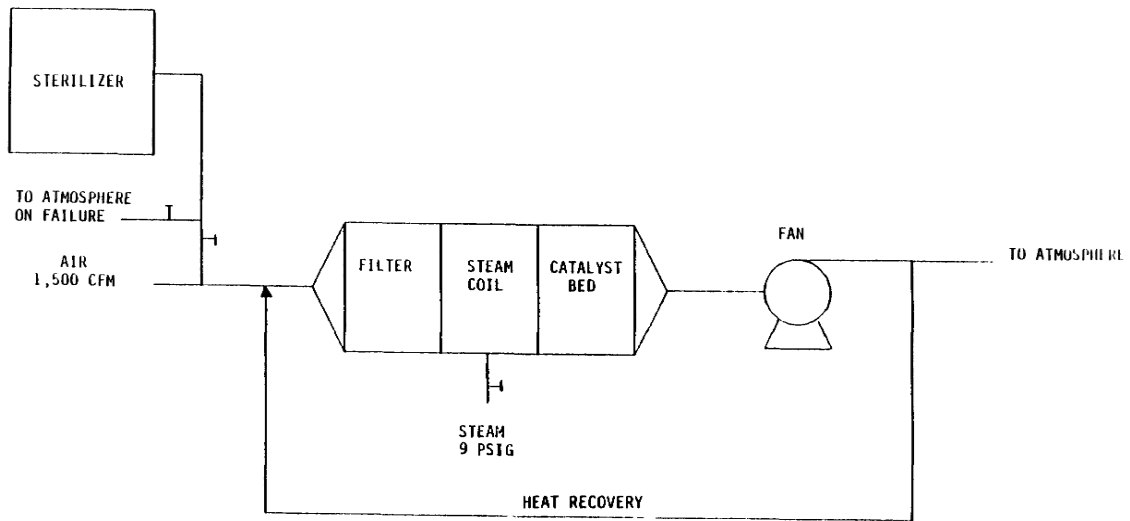 STERILIZER
TO ATMOSPHERE
ON FAILURE
AIR
1,500 CFM
FILTER
STEAM
COIL
CATALYST
BED
FAN
TO ATMOSPHERE
STEAM
9 PSIG
HEAT RECOVERY